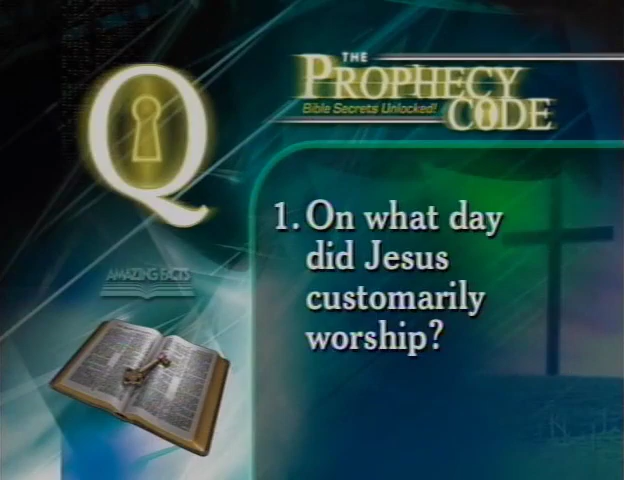 THE
PROPHECY
Bible Secrets Unlocked!
CODE
Q
AMAZING FACTS
1. On what day
did Jesus
customarily
worship?